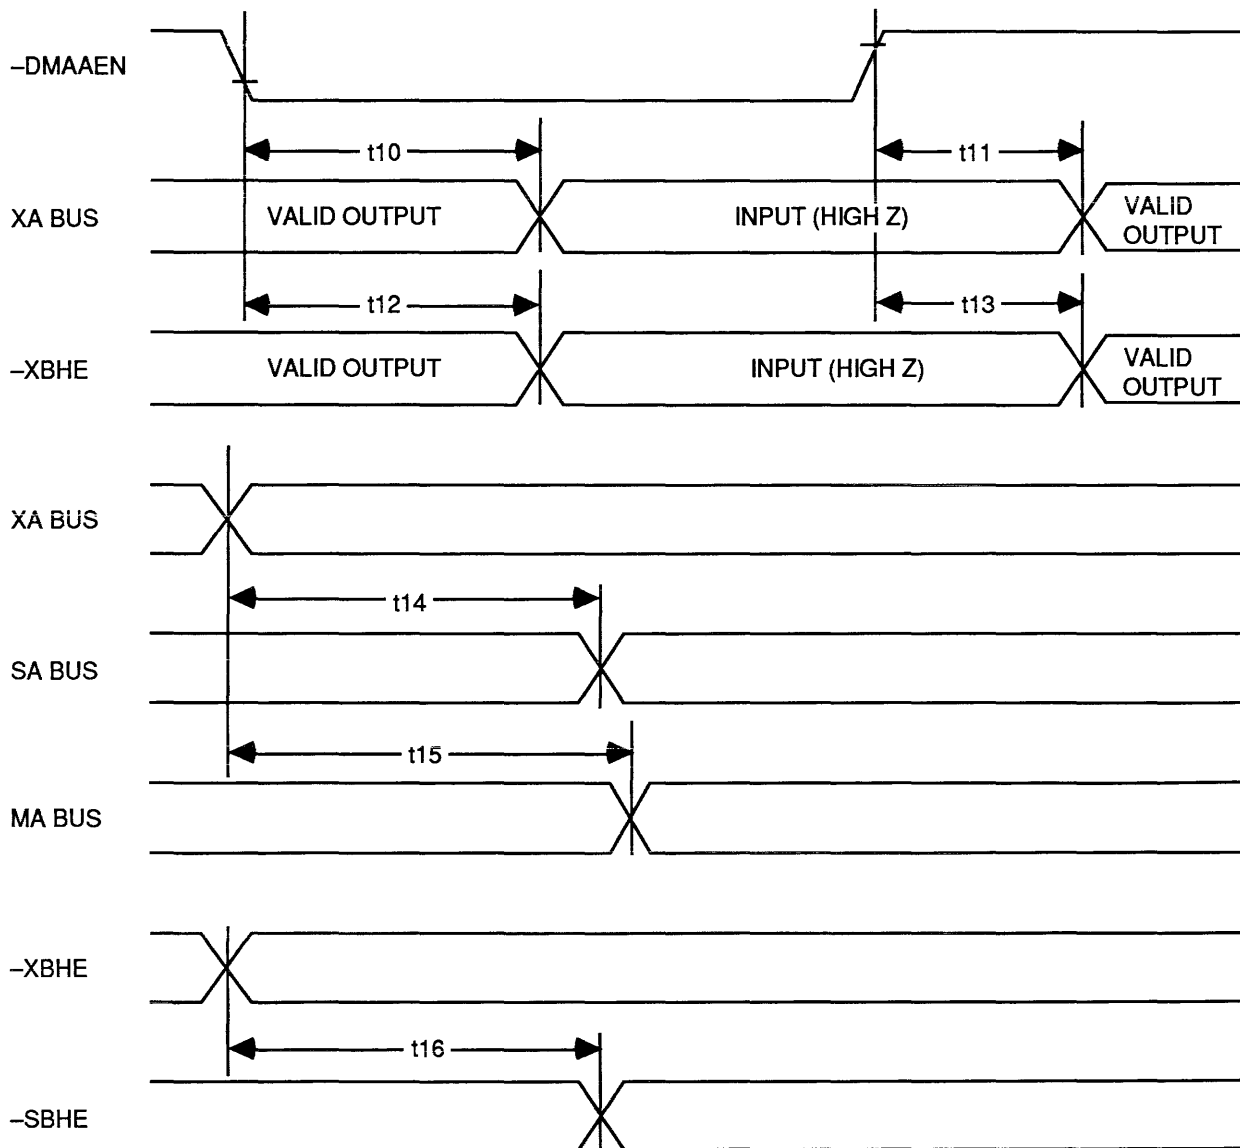 –DMAAEN
t10
t11
XA BUS
VALID OUTPUT
INPUT (HIGH Z)
VALID
OUTPUT
t12
t13
–XBHE
VALID OUTPUT
INPUT (HIGH Z)
VALID
OUTPUT
XA BUS
t14
SA BUS
t15
MA BUS
–XBHE
t16
–SBHE